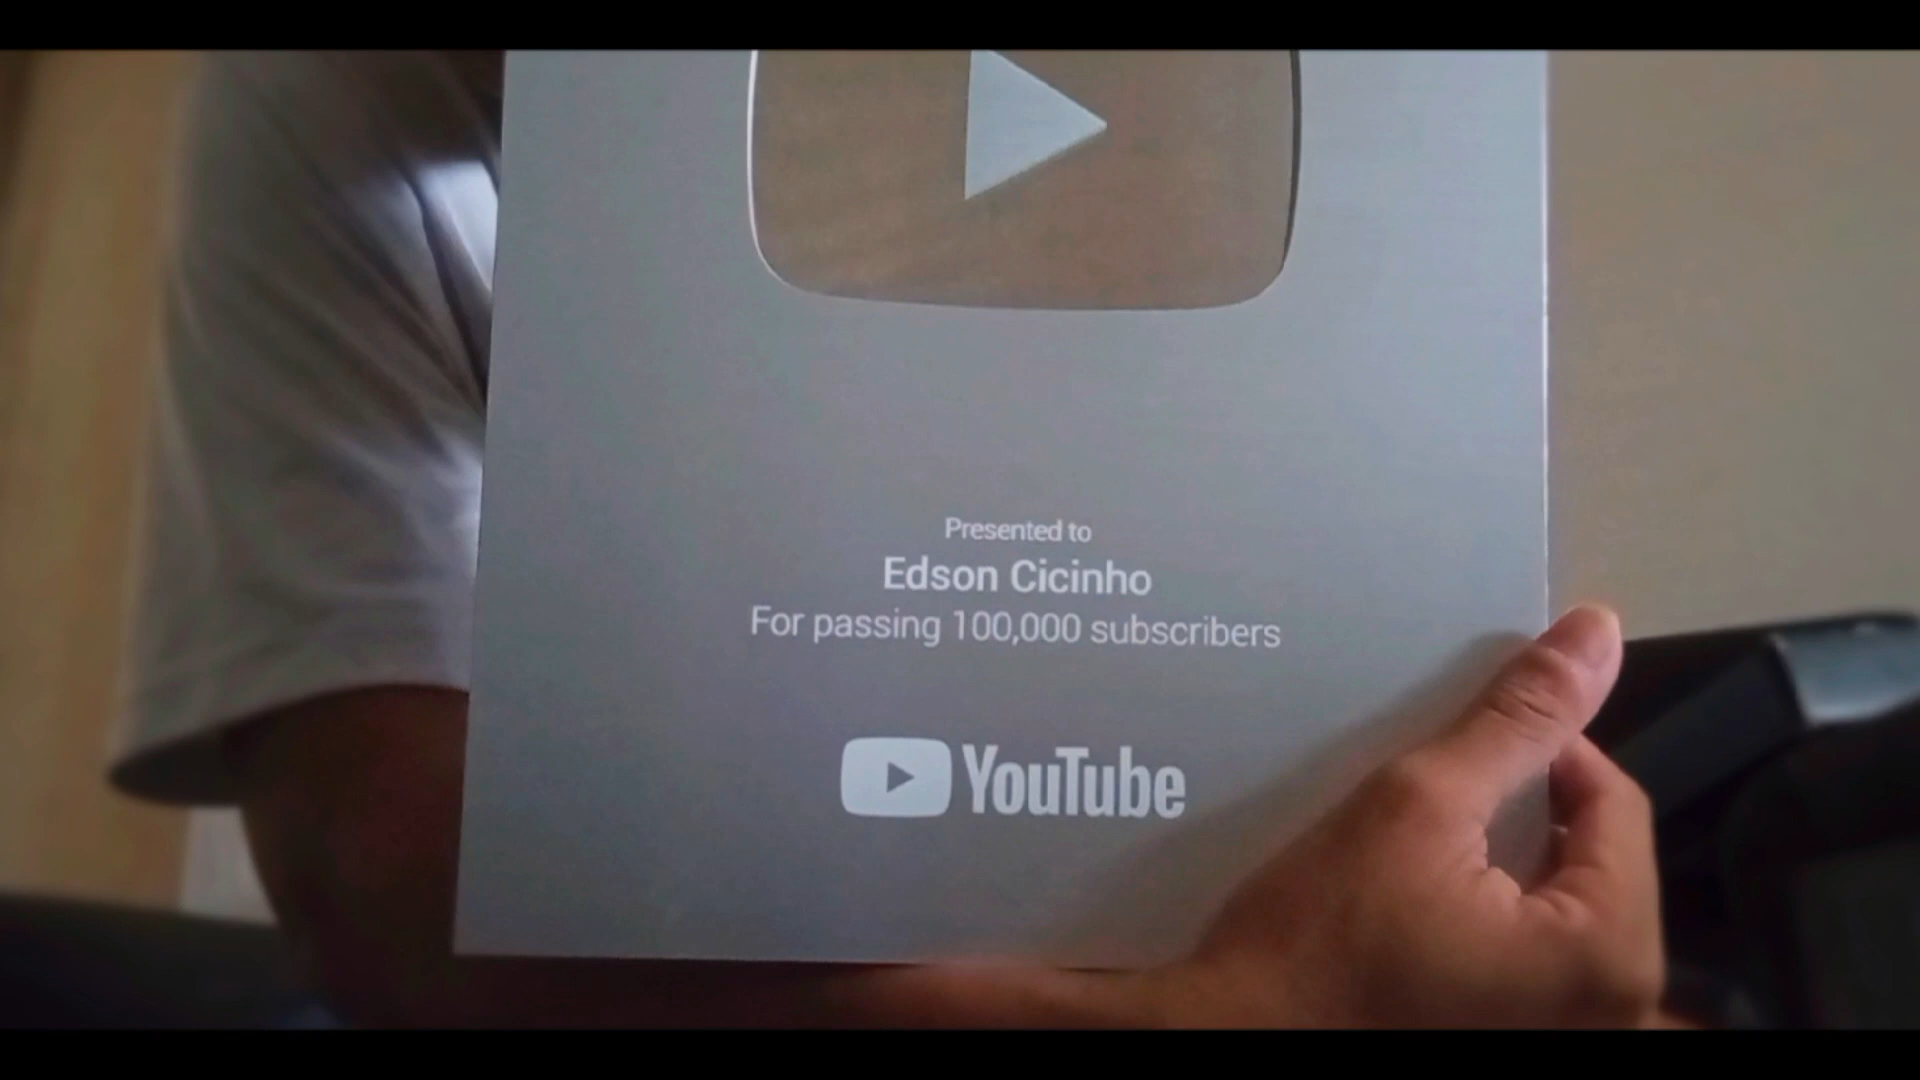 Presented to
Edson Cicinho
For passing 100,000 subscribers
YouTube